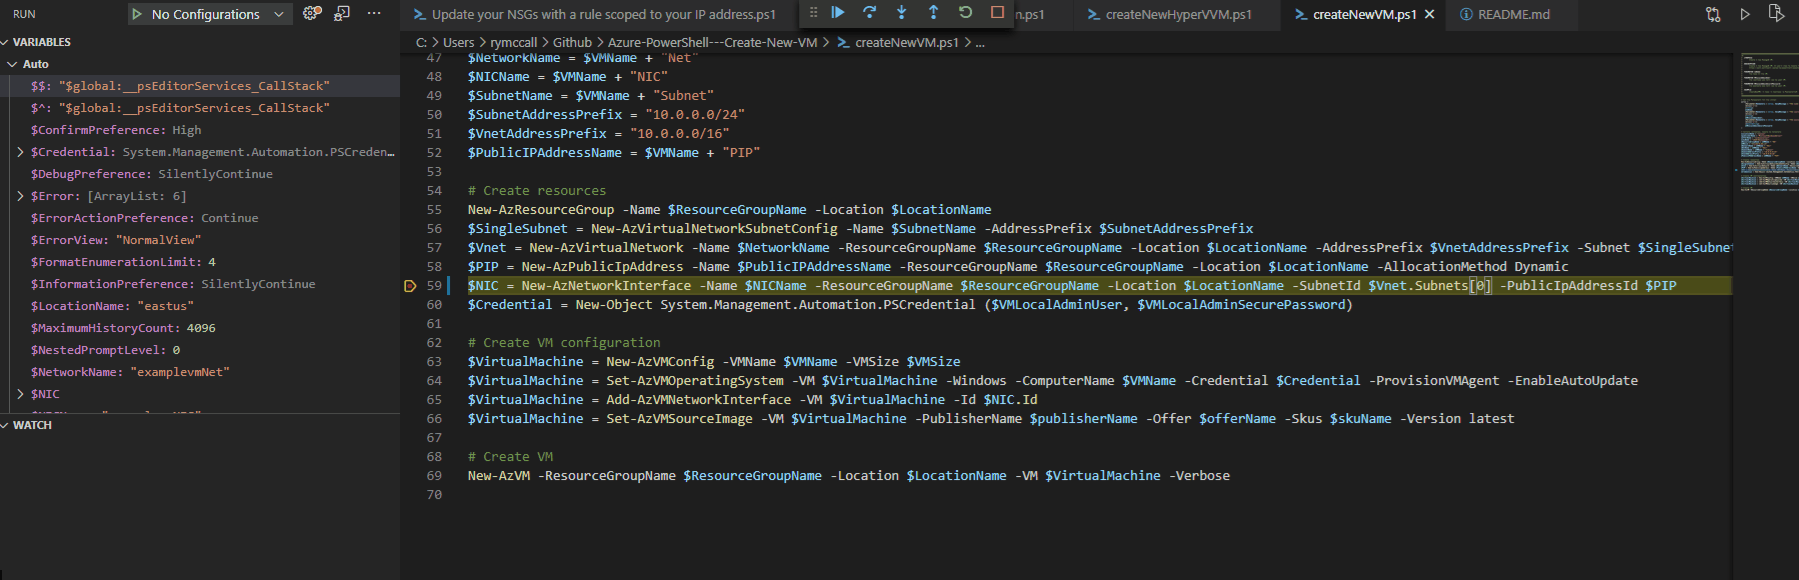 RUN
No Configurations
Update your NSGs with a rule scoped to your IP address.ps1
n.ps1
createNewHyperVVM.ps1
createNewVM.ps1
README.md
VARIABLES
C: > Users > rymccall > Github > Azure-PowerShell---Create-New-VM > createNewVM.ps1 > ...
Auto
$$: "$global:__psEditorServices_CallStack"
$^: "$global:__psEditorServices_CallStack"
$ConfirmPreference: High
$Credential: System.Management.Automation.PSCreden…
$DebugPreference: SilentlyContinue
$Error: [ArrayList: 6]
$ErrorActionPreference: Continue
$ErrorView: "NormalView"
$FormatEnumerationLimit: 4
$InformationPreference: SilentlyContinue
$LocationName: "eastus"
$MaximumHistoryCount: 4096
$NestedPromptLevel: 0
$NetworkName: "examplevmNet"
$NIC
WATCH
47 $NetworkName = $VMName + "Net"
48 $NICName = $VMName + "NIC"
49 $SubnetName = $VMName + "Subnet"
50 $SubnetAddressPrefix = "10.0.0.0/24"
51 $VnetAddressPrefix = "10.0.0.0/16"
52 $PublicIPAddressName = $VMName + "PIP"
53
54 # Create resources
55 New-AzResourceGroup -Name $ResourceGroupName -Location $LocationName
56 $SingleSubnet = New-AzVirtualNetworkSubnetConfig -Name $SubnetName -AddressPrefix $SubnetAddressPrefix
57 $Vnet = New-AzVirtualNetwork -Name $NetworkName -ResourceGroupName $ResourceGroupName -Location $LocationName -AddressPrefix $VnetAddressPrefix -Subnet $SingleSubne
58 $PIP = New-AzPublicIpAddress -Name $PublicIPAddressName -ResourceGroupName $ResourceGroupName -Location $LocationName -AllocationMethod Dynamic
59 $NIC = New-AzNetworkInterface -Name $NICName -ResourceGroupName $ResourceGroupName -Location $LocationName -SubnetId $Vnet.Subnets[0] -PublicIpAddressId $PIP
60 $Credential = New-Object System.Management.Automation.PSCredential ($VMLocalAdminUser, $VMLocalAdminSecurePassword)
61
62 # Create VM configuration
63 $VirtualMachine = New-AzVMConfig -VMName $VMName -VMSize $VMSize
64 $VirtualMachine = Set-AzVMOperatingSystem -VM $VirtualMachine -Windows -ComputerName $VMName -Credential $Credential -ProvisionVMAgent -EnableAutoUpdate
65 $VirtualMachine = Add-AzVMNetworkInterface -VM $VirtualMachine -Id $NIC.Id
66 $VirtualMachine = Set-AzVMSourceImage -VM $VirtualMachine -PublisherName $publisherName -Offer $offerName -Skus $skuName -Version latest
67
68 # Create VM
69 New-AzVM -ResourceGroupName $ResourceGroupName -Location $LocationName -VM $VirtualMachine -Verbose
70